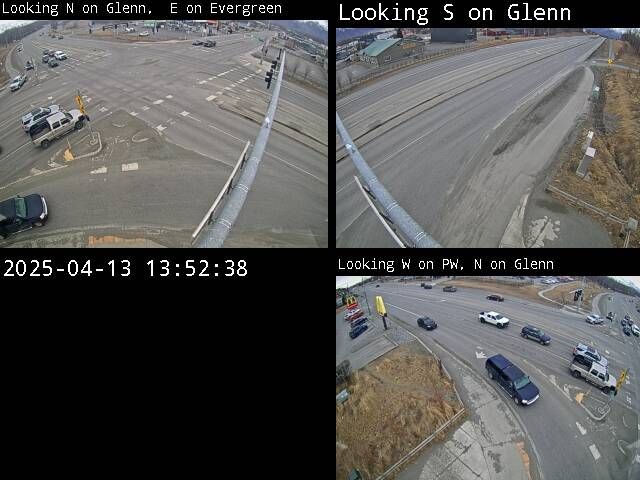 Looking N on Glenn,  E on Evergreen
Looking S on Glenn
2025-04-13 13:52:38
Looking W on PW, N on Glenn